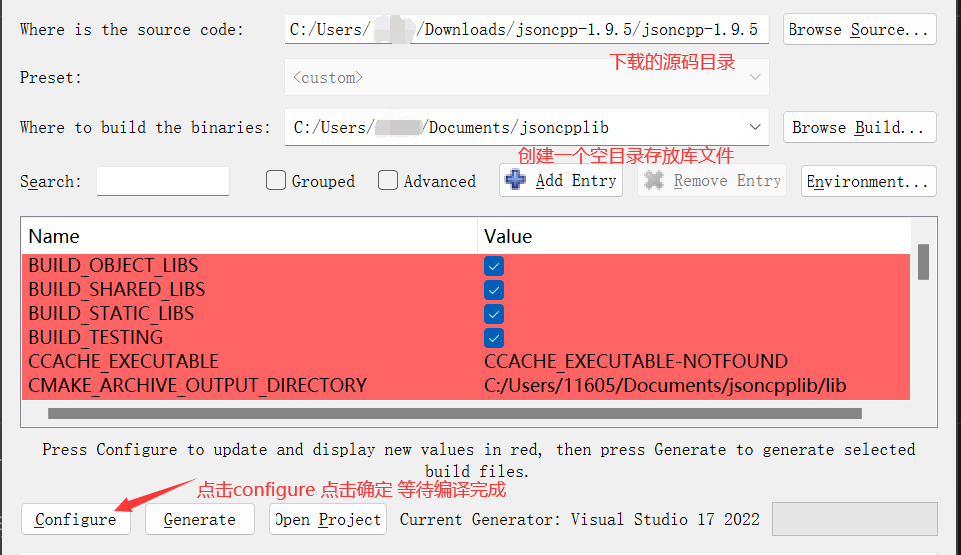 Where is the source code:
C:/Users/ /Downloads/jsoncpp-1.9.5/jsoncpp-1.9.5
Browse Source...
下载的源码目录
Preset:
<custom>
Where to build the binaries:
C:/Users/ /Documents/jsoncpplib
Browse Build...
创建一个空目录存放库文件
Search:
Grouped
Advanced
Add Entry
Remove Entry
Environment...
Name Value
BUILD_OBJECT_LIBS
BUILD_SHARED_LIBS
BUILD_STATIC_LIBS
BUILD_TESTING
CCACHE_EXECUTABLE CCACHE_EXECUTABLE-NOTFOUND
CMAKE_ARCHIVE_OUTPUT_DIRECTORY C:/Users/11605/Documents/jsoncpplib/lib
Press Configure to update and display new values in red, then press Generate to generate selected
build files.
点击configure 点击确定 等待编译完成
Configure
Generate
Open Project
Current Generator: Visual Studio 17 2022